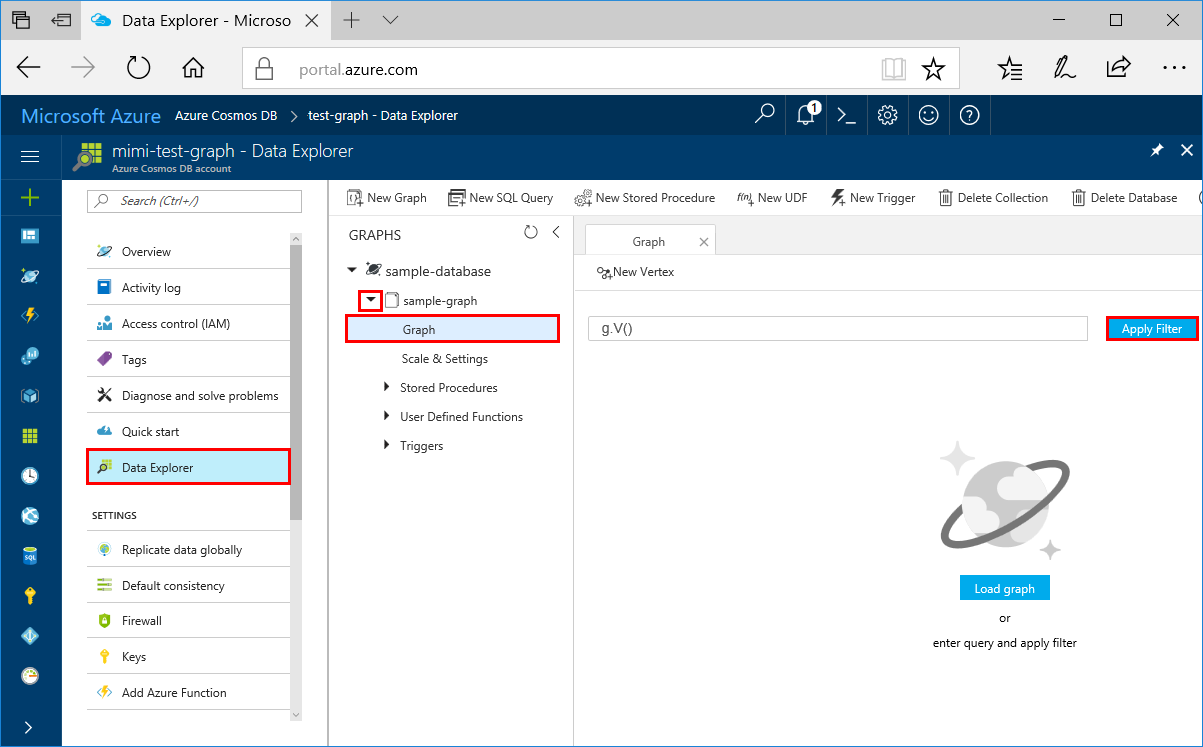 Data Explorer - Microso
portal.azure.com
Microsoft Azure Azure Cosmos DB > test-graph - Data Explorer
1
mimi-test-graph - Data Explorer
Azure Cosmos DB account
Search (Ctrl+/)
Overview
Activity log
Access control (IAM)
Tags
Diagnose and solve problems
Quick start
Data Explorer
SETTINGS
Replicate data globally
Default consistency
Firewall
Keys
Add Azure Function
SQL
New Graph New SQL Query New Stored Procedure New UDF New Trigger Delete Collection Delete Database
GRAPHS
sample-database
sample-graph
Graph
Scale & Settings
Stored Procedures
User Defined Functions
Triggers
Graph
New Vertex
g.V()
Apply Filter
Load graph
or
enter query and apply filter